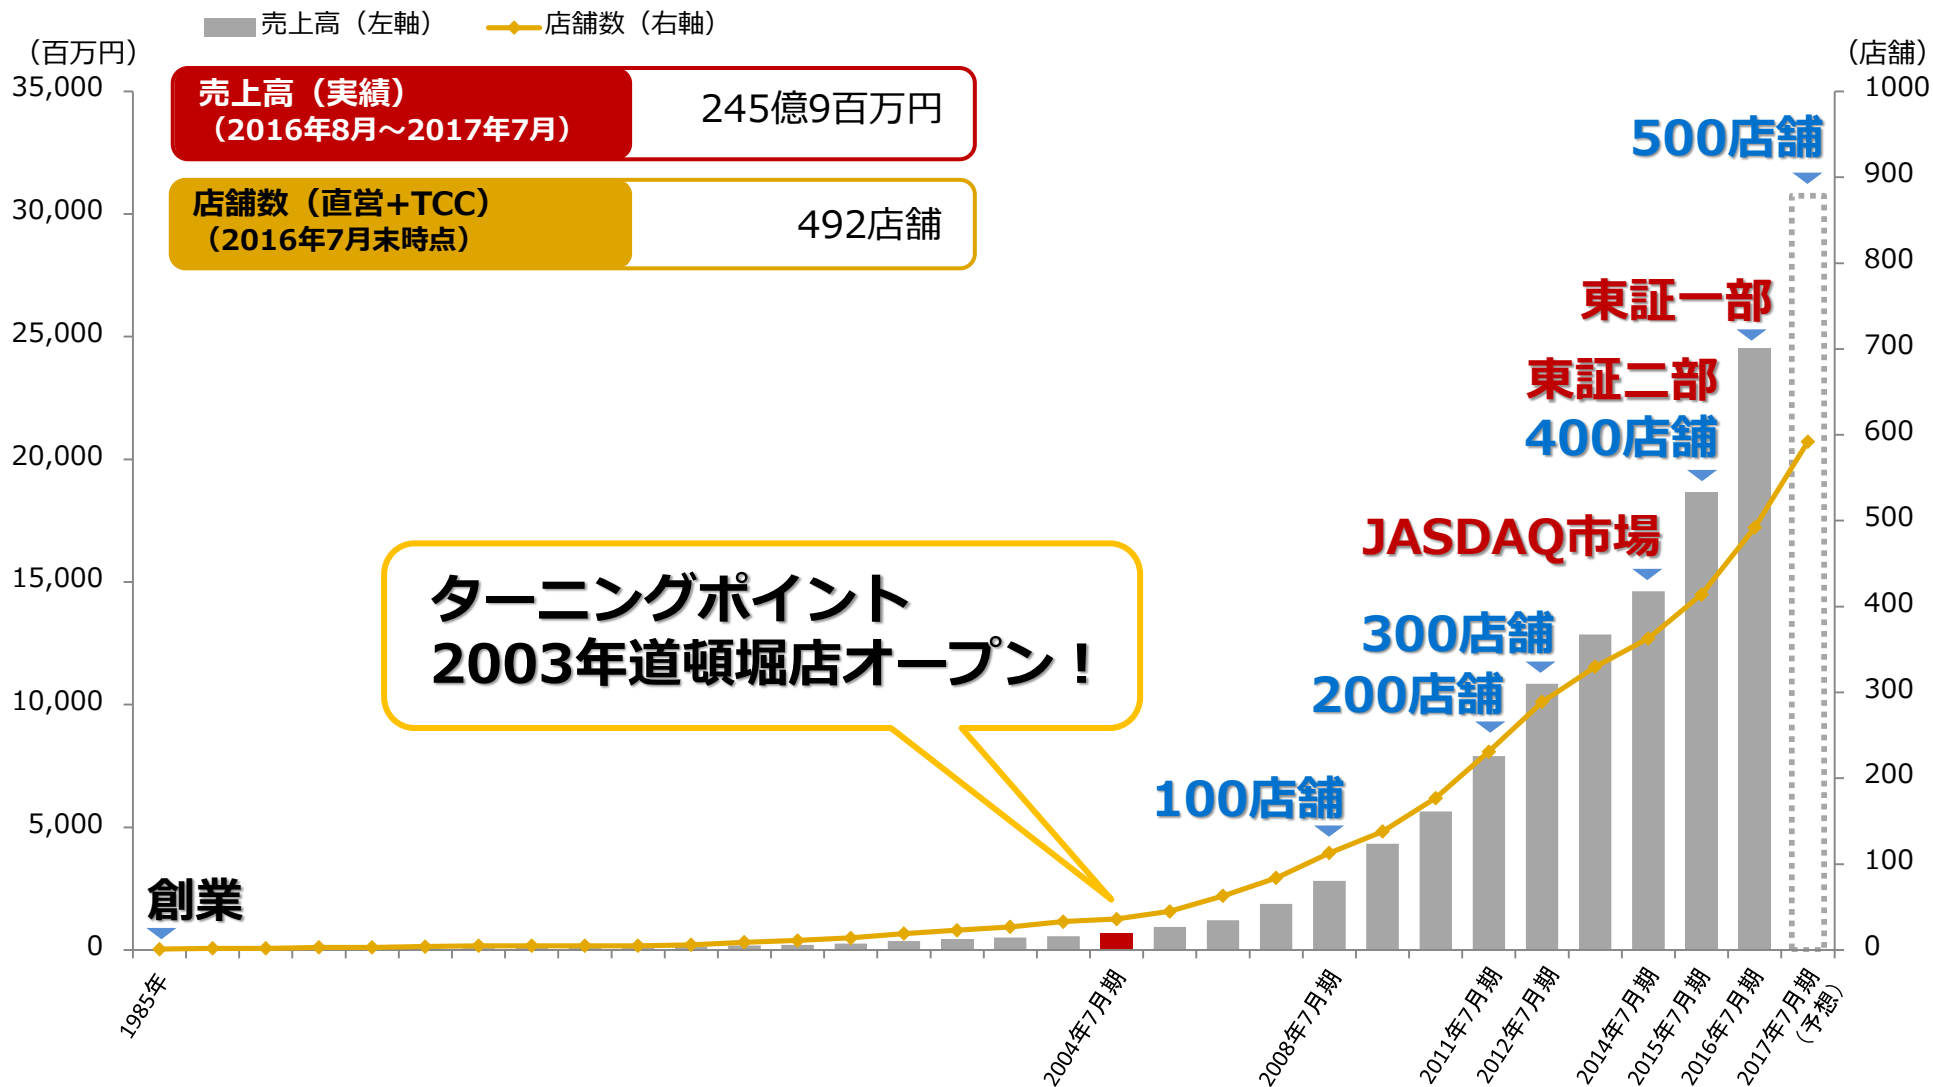 売上高（左軸）
店舗数（右軸）
（百万円）
（店舗）
35,000
30,000
25,000
20,000
15,000
10,000
5,000
0
1000
900
800
700
600
500
400
300
200
100
0
売上高（実績）
（2016年8月～2017年7月）
245億9百万円
店舗数（直営+TCC）
（2016年7月末時点）
492店舗
500店舗
東証一部
東証二部
400店舗
JASDAQ市場
300店舗
200店舗
100店舗
ターニングポイント
2003年道頓堀店オープン！
創業
1985年
2004年7月期
2008年7月期
2011年7月期
2012年7月期
2014年7月期
2015年7月期
2016年7月期
2017年7月期
（予想）